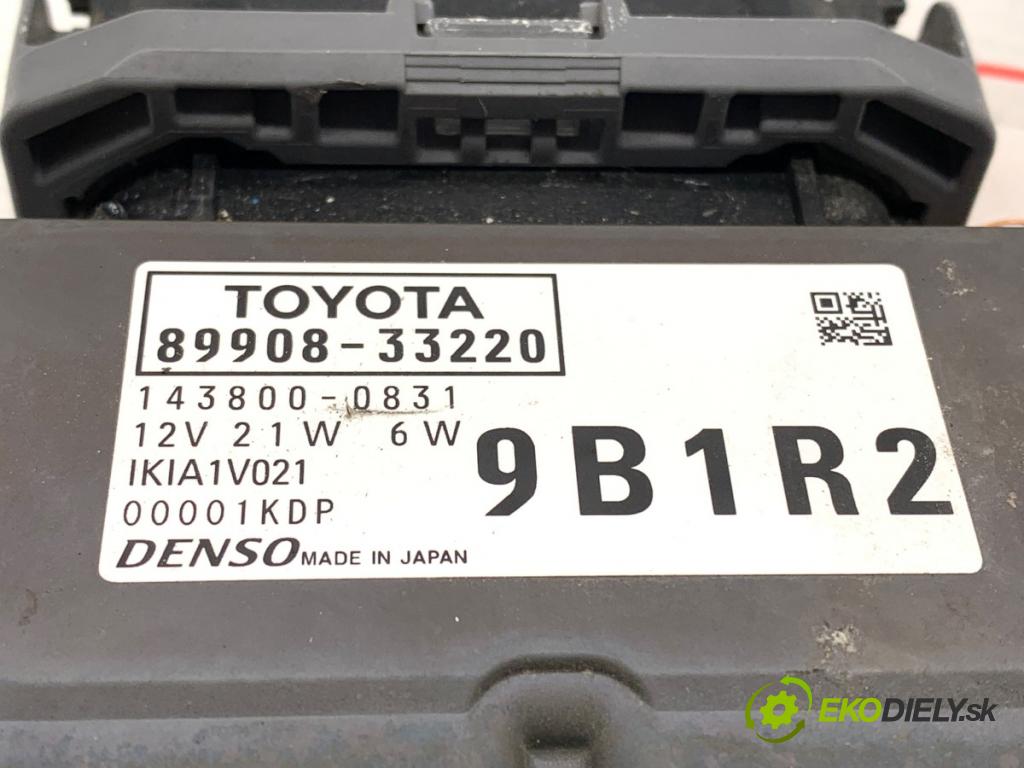 TOYOTA
89908-33220
143800-0831
12V 21W 6W
IKIA1V021
00001KDP
9B1R2
DENSO MADE IN JAPAN
EKODIELY.sk